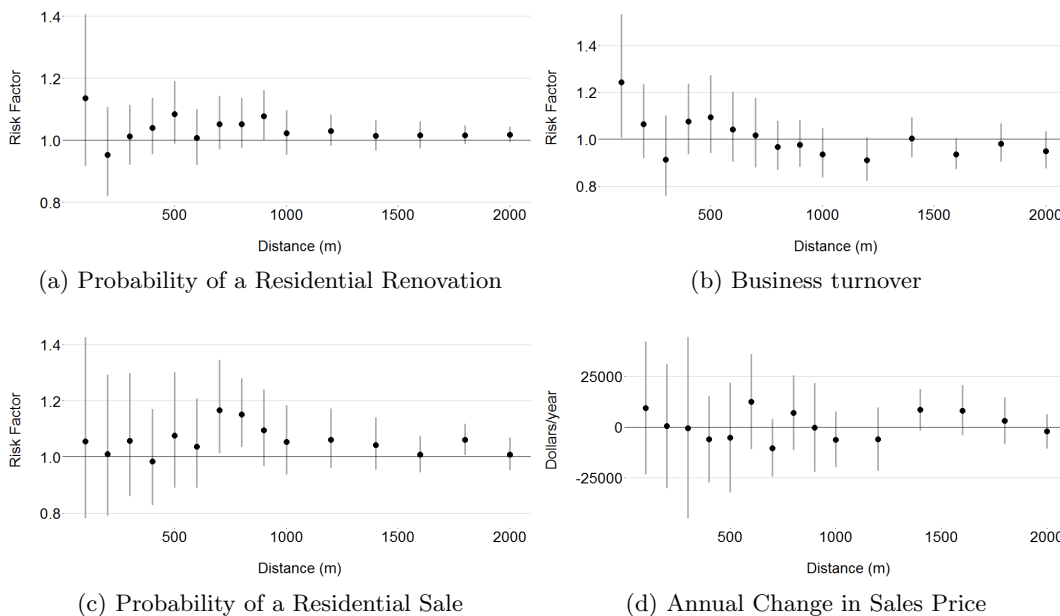 1.4
1.2
1.0
0.8
Risk Factor
500
1000
1500
2000
Distance (m)
(a) Probability of a Residential Renovation
1.4
1.2
1.0
0.8
Risk Factor
500
1000
1500
2000
Distance (m)
(b) Business turnover
1.4
1.2
1.0
0.8
Risk Factor
500
1000
1500
2000
Distance (m)
(c) Probability of a Residential Sale
25000
0
-25000
Dollars/year
500
1000
1500
2000
Distance (m)
(d) Annual Change in Sales Price